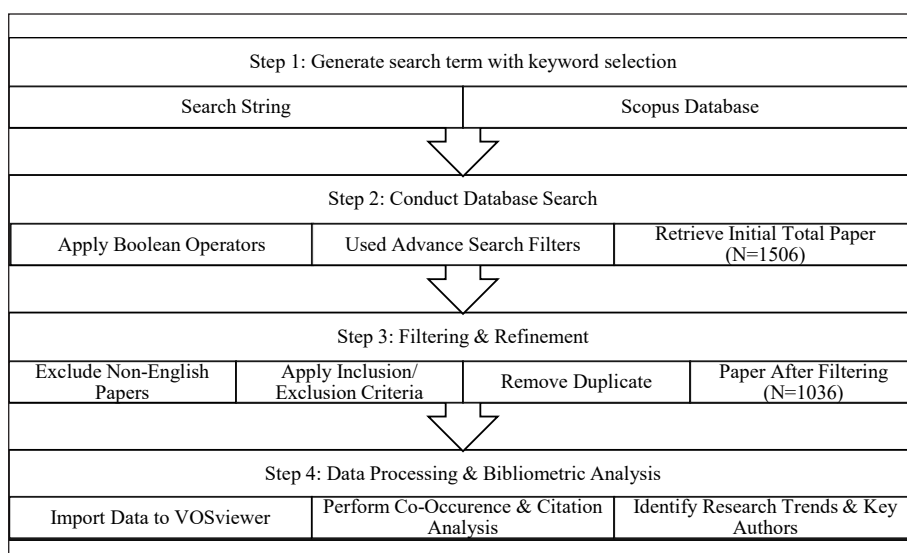 Step 1: Generate search term with keyword selection
Search String
Scopus Database
Step 2: Conduct Database Search
Apply Boolean Operators
Used Advance Search Filters
Retrieve Initial Total Paper
(N=1506)
Step 3: Filtering & Refinement
Exclude Non-English
Papers
Apply Inclusion/
Exclusion Criteria
Remove Duplicate
Paper After Filtering
(N=1036)
Step 4: Data Processing & Bibliometric Analysis
Import Data to VOSviewer
Perform Co-Occurence & Citation
Analysis
Identify Research Trends & Key
Authors